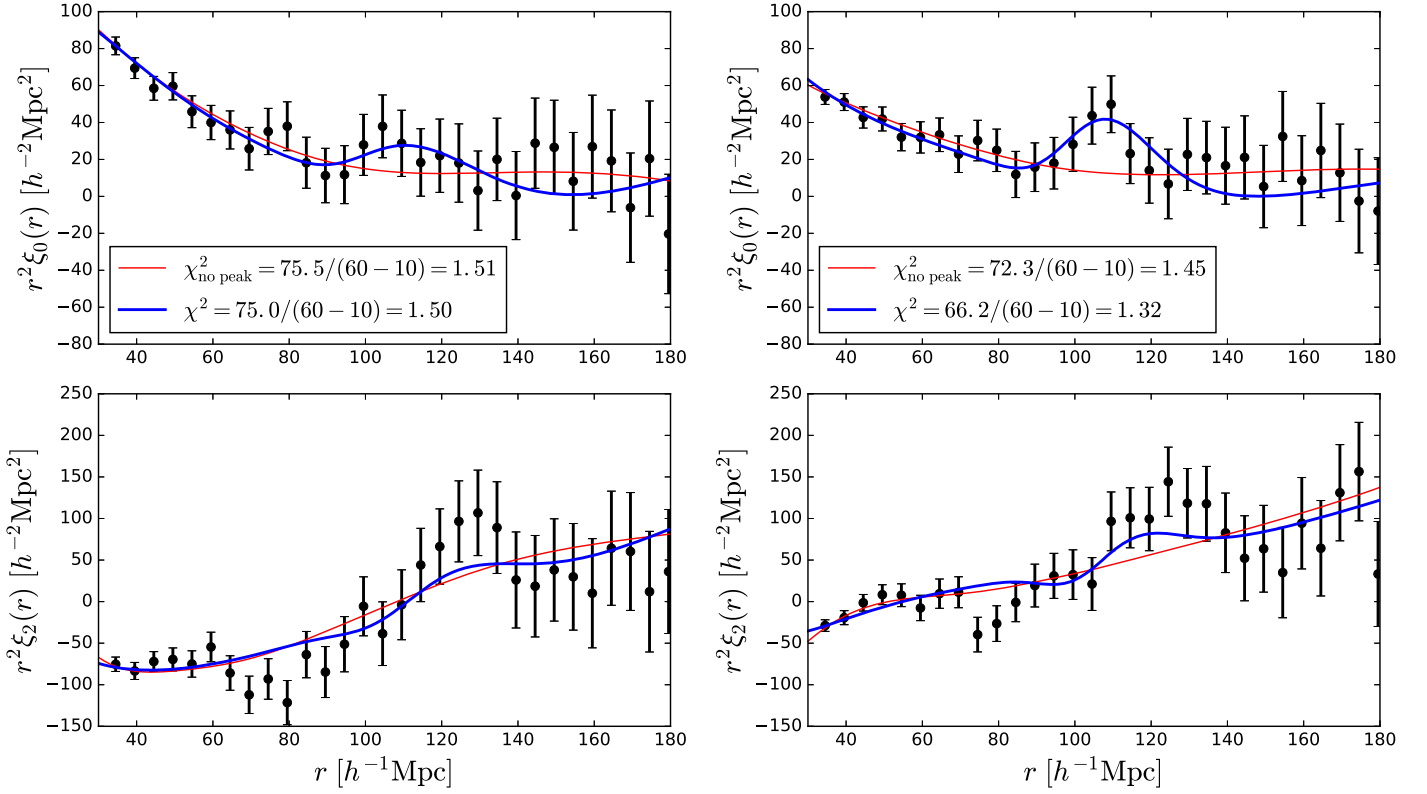 100
80
60
40
20
0
−20
−40
−60
−80
r²ξ₀(r) [h⁻²Mpc²]
χ²no peak = 75.5/(60 − 10) = 1.51
χ² = 75.0/(60 − 10) = 1.50
40 60 80 100 120 140 160 180
100
80
60
40
20
0
−20
−40
−60
−80
r²ξ₀(r) [h⁻²Mpc²]
χ²no peak = 72.3/(60 − 10) = 1.45
χ² = 66.2/(60 − 10) = 1.32
40 60 80 100 120 140 160 180
250
200
150
100
50
0
−50
−100
−150
r²ξ₂(r) [h⁻²Mpc²]
40 60 80 100 120 140 160 180
r [h⁻¹Mpc]
250
200
150
100
50
0
−50
−100
−150
r²ξ₂(r) [h⁻²Mpc²]
40 60 80 100 120 140 160 180
r [h⁻¹Mpc]